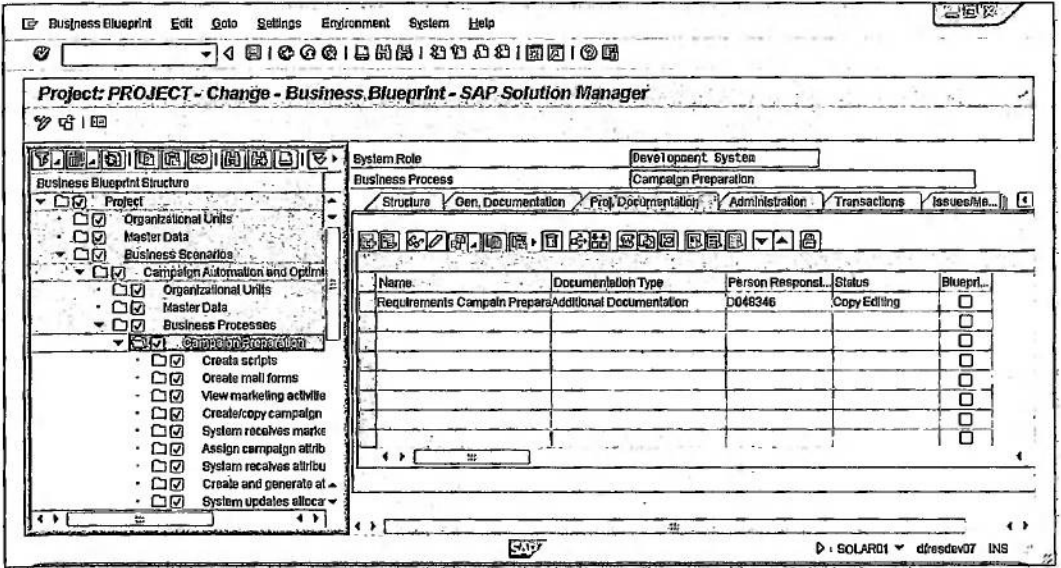 Business Blueprint Edit Goto Settings Environment System Help
Project: PROJECT - Change - Business Blueprint - SAP Solution Manager
System Role Development System
Business Process Campaign Preparation
Structure Gen. Documentation Proj. Documentation Administration Transactions Issues/Me...
Business Blueprint Structure
Project
Organizational Units
Master Data
Business Scenarios
Campaign Automation and Optimi
Organizational Units
Master Data
Business Processes
Campaign Preparation
Create scripts
Create mail forms
View marketing activitie
Create/copy campaign
System receives marke
Assign campaign attrib
System receives attribu
Create and generate at
System updates allocat
Name Documentation Type Person Responsi... Status Bluepri...
Requirements Campain Prepara Additional Documentation D048346 Copy Editing
SAP
SOLAR01 dfresdev07 INS